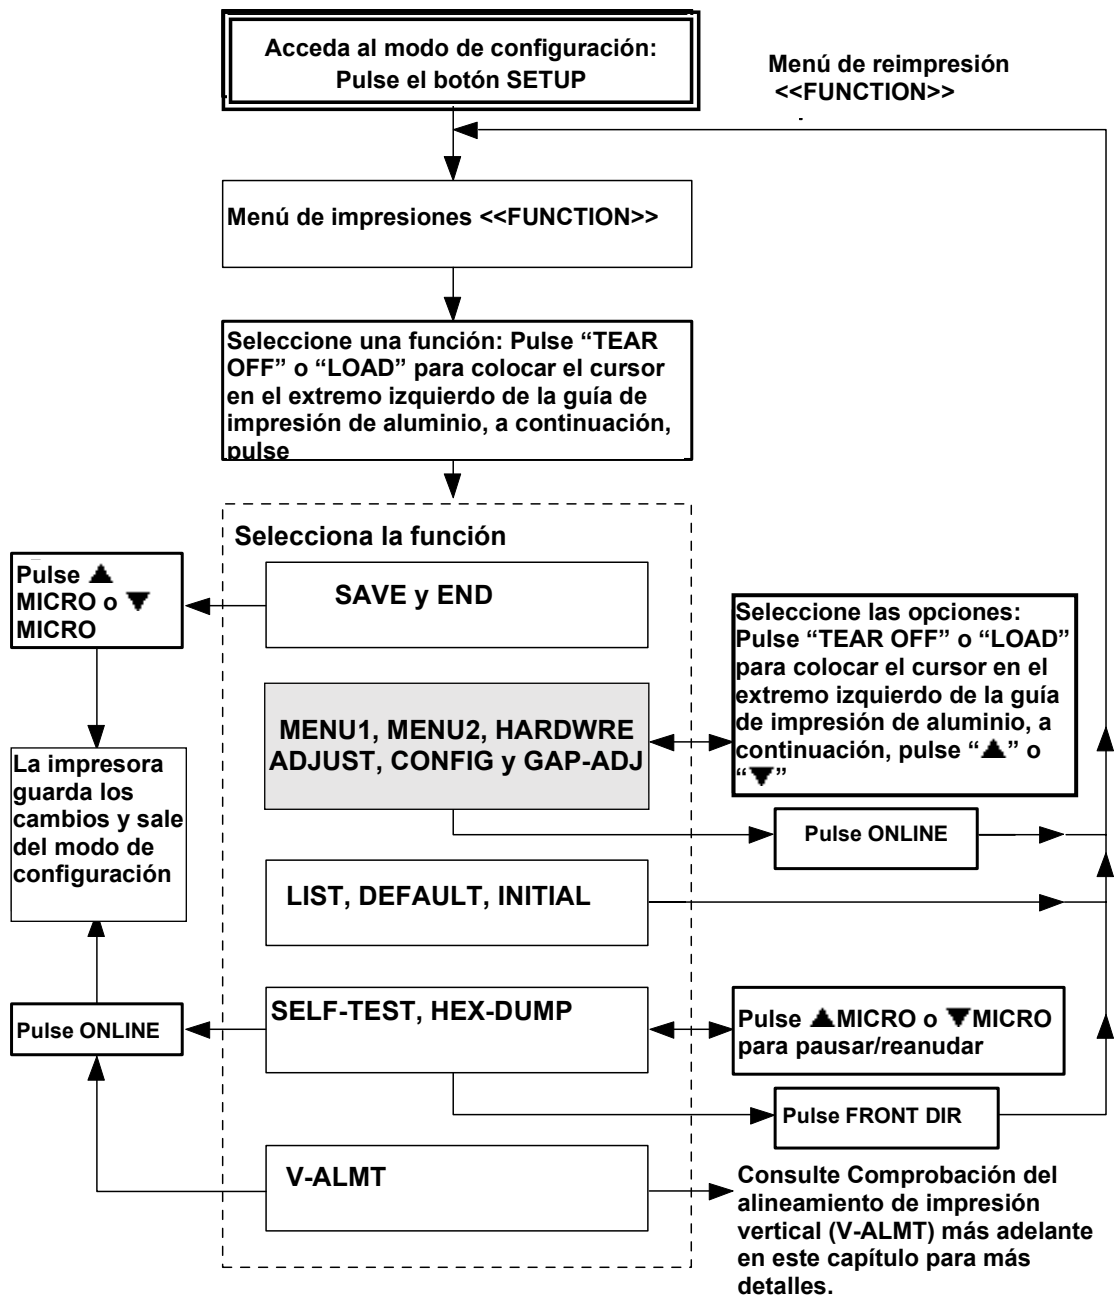 Acceda al modo de configuración:
Pulse el botón SETUP
Menú de reimpresión
<<FUNCTION>>
Menú de impresiones <<FUNCTION>>
Seleccione una función: Pulse “TEAR
OFF” o “LOAD” para colocar el cursor
en el extremo izquierdo de la guía de
impresión de aluminio, a continuación,
pulse
Selecciona la función
Pulse ▲
MICRO o ▼
MICRO
SAVE y END
Seleccione las opciones:
Pulse “TEAR OFF” o “LOAD”
para colocar el cursor en el
extremo izquierdo de la guía
de impresión de aluminio, a
continuación, pulse “▲” o
“▼”
MENU1, MENU2, HARDWRE
ADJUST, CONFIG y GAP-ADJ
La impresora
guarda los
cambios y sale
del modo de
configuración
Pulse ONLINE
LIST, DEFAULT, INITIAL
SELF-TEST, HEX-DUMP
Pulse ONLINE
Pulse ▲MICRO o ▼MICRO
para pausar/reanudar
Pulse FRONT DIR
V-ALMT
Consulte Comprobación del
alineamiento de impresión
vertical (V-ALMT) más adelante
en este capítulo para más
detalles.